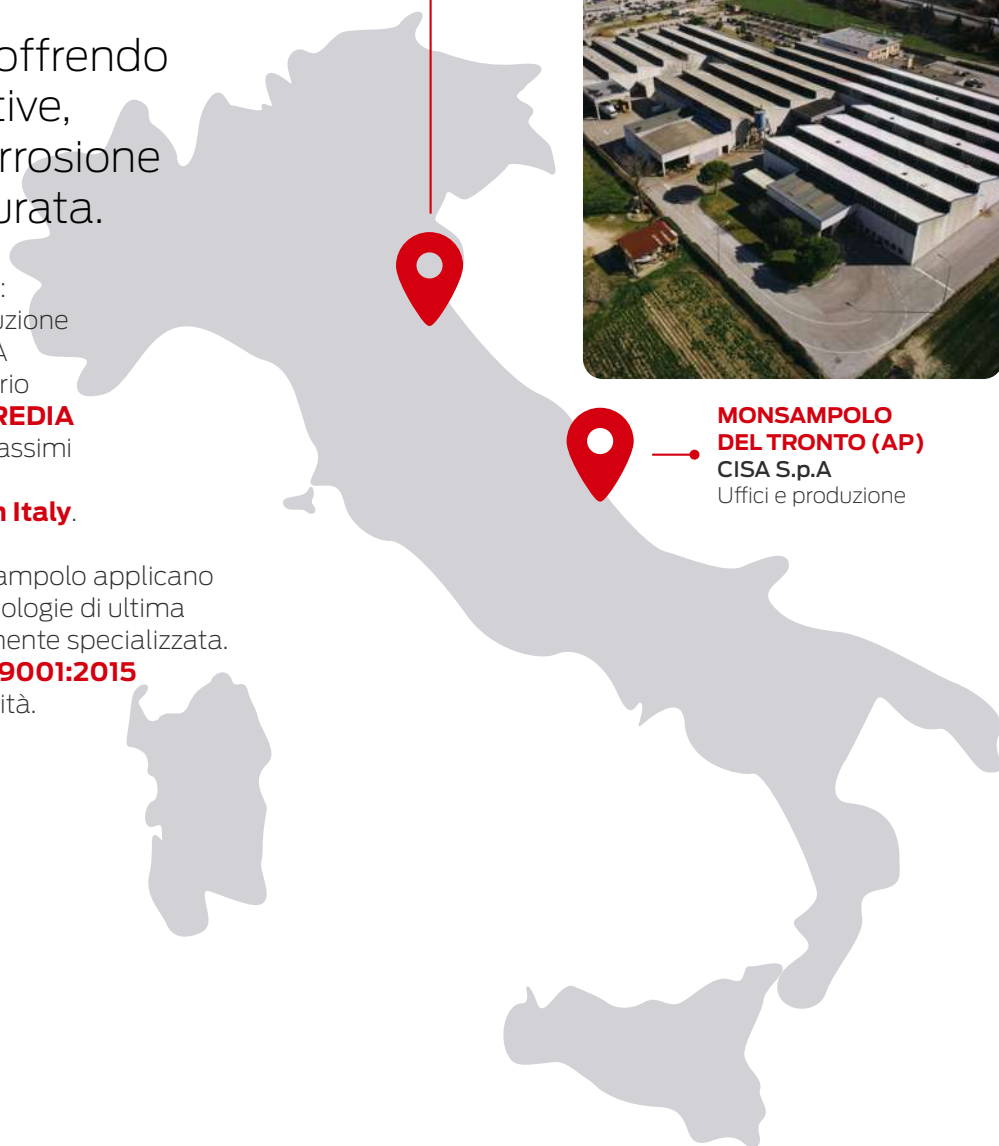 offrendo
tive,
rrosione
urata.
:
uzione
A
rio
REDIA
assimi
n Italy.
ampolo applicano
ologie di ultima
mente specializzata.
9001:2015
ità.
MONSAMPOLO
DEL TRONTO (AP)
CISA S.p.A
Uffici e produzione